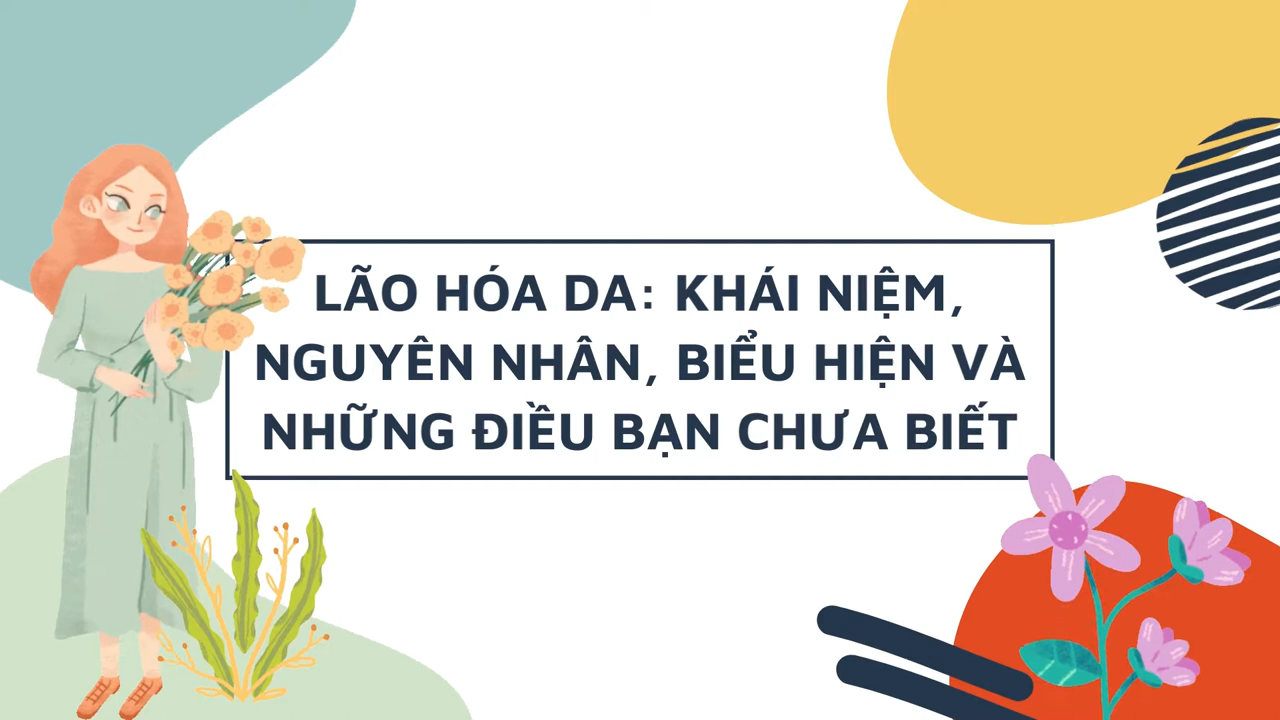 LÃO HÓA DA: KHÁI NIỆM,
NGUYÊN NHÂN, BIỂU HIỆN VÀ
NHỮNG ĐIỀU BẠN CHƯA BIẾT